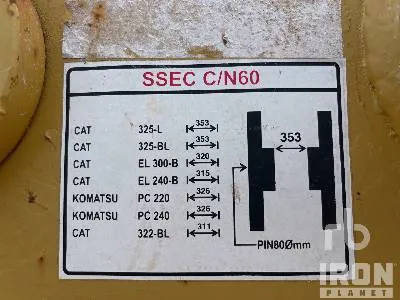 SSEC C/N60
CAT 325-L 353
CAT 325-BL 353
CAT EL 300-B 320
CAT EL 240-B 315
KOMATSU PC 220 326
KOMATSU PC 240 326
CAT 322-BL 311
353
PIN80Ømm
rb
IRON
PLANET